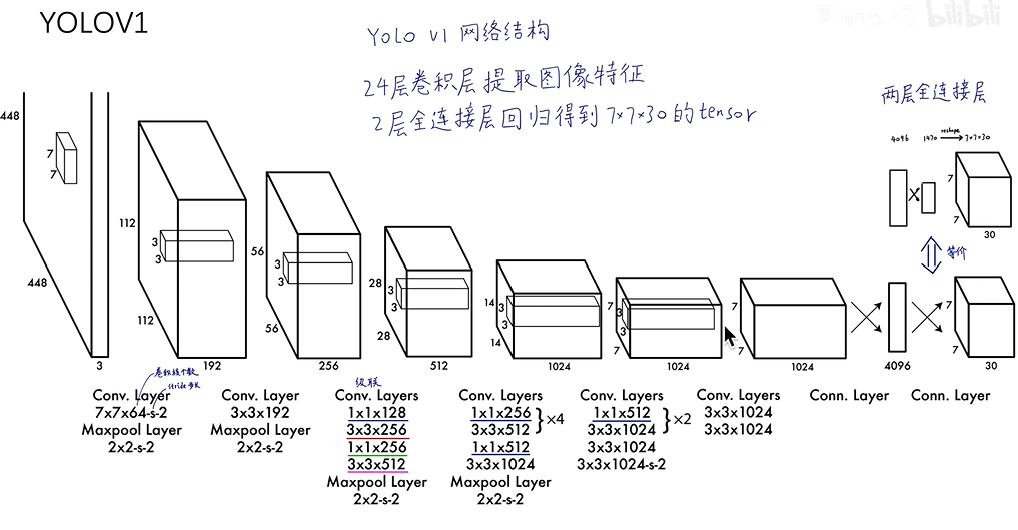 YOLOV1
bilibili
YOLO V1 网络结构
24层卷积层提取图像特征
2层全连接层回归得到 7×7×30 的tensor
两层全连接层
4096 1470 reshape 7×7×30
7
7
30
等价
448
448
7
7
3
112
112
3
3
192
56
56
3
3
256
28
28
3
3
512
14
14
3
3
1024
7
7
3
3
1024
7
7
1024
4096
7
7
30
卷积核个数
stride 步长
级联
Conv. Layer
7x7x64-s-2
Maxpool Layer
2x2-s-2
Conv. Layer
3x3x192
Maxpool Layer
2x2-s-2
Conv. Layers
1x1x128
3x3x256
1x1x256
3x3x512
Maxpool Layer
2x2-s-2
Conv. Layers
1x1x256
3x3x512
×4
1x1x512
3x3x1024
Maxpool Layer
2x2-s-2
Conv. Layers
1x1x512
3x3x1024
×2
3x3x1024
3x3x1024-s-2
Conv. Layers
3x3x1024
3x3x1024
Conn. Layer
Conn. Layer